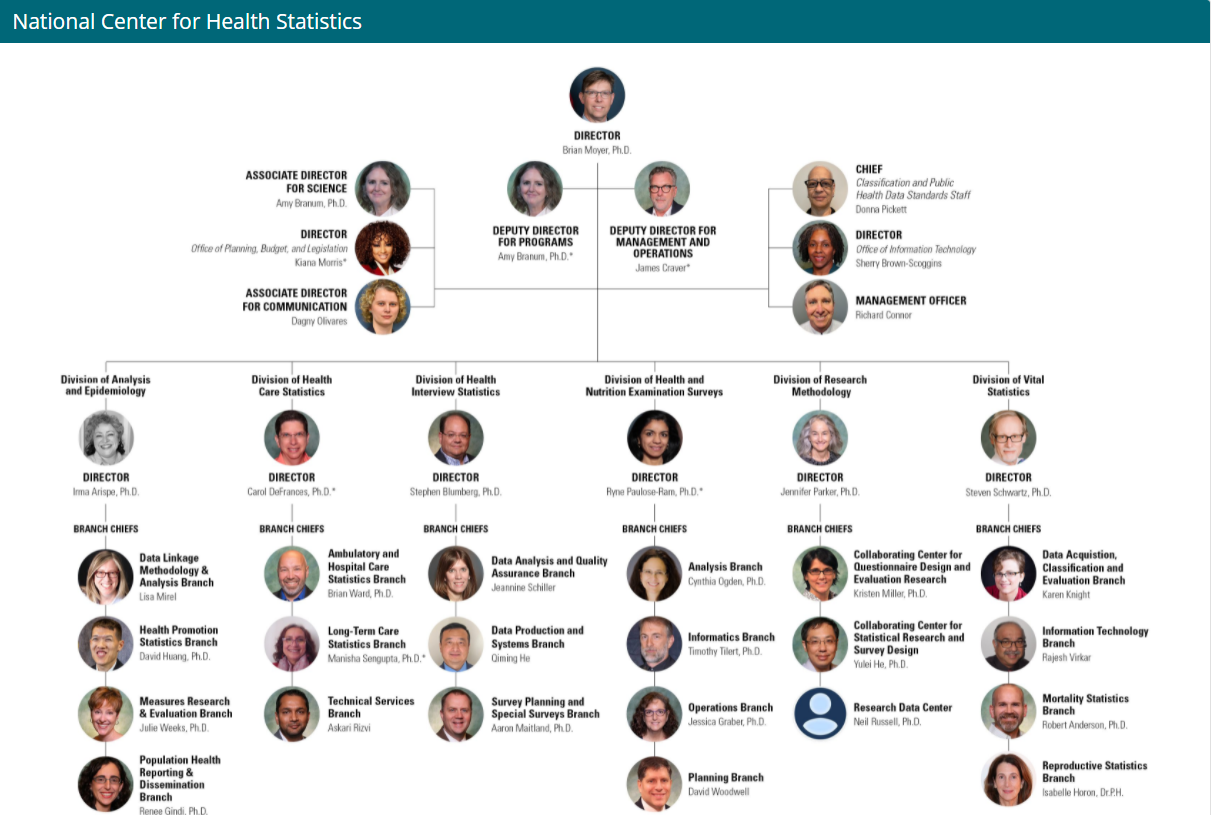 National Center for Health Statistics
DIRECTOR
Brian Moyer, Ph.D.
ASSOCIATE DIRECTOR
FOR SCIENCE
Amy Branum, Ph.D.
DIRECTOR
Office of Planning, Budget, and Legislation
Kiana Morris*
ASSOCIATE DIRECTOR
FOR COMMUNICATION
Dagny Olivares
DEPUTY DIRECTOR
FOR PROGRAMS
Amy Branum, Ph.D.*
DEPUTY DIRECTOR FOR
MANAGEMENT AND
OPERATIONS
James Craver*
CHIEF
Classification and Public
Health Data Standards Staff
Donna Pickett
DIRECTOR
Office of Information Technology
Sherry Brown-Scoggins
MANAGEMENT OFFICER
Richard Connor
Division of Analysis
and Epidemiology
DIRECTOR
Irma Arispe, Ph.D.
BRANCH CHIEFS
Data Linkage
Methodology &
Analysis Branch
Lisa Mirel
Health Promotion
Statistics Branch
David Huang, Ph.D.
Measures Research
& Evaluation Branch
Julie Weeks, Ph.D.
Population Health
Reporting &
Dissemination
Branch
Renee Gindi, Ph.D.
Division of Health
Care Statistics
DIRECTOR
Carol DeFrances, Ph.D.*
BRANCH CHIEFS
Ambulatory and
Hospital Care
Statistics Branch
Brian Ward, Ph.D.
Long-Term Care
Statistics Branch
Manisha Sengupta, Ph.D.*
Technical Services
Branch
Askari Rizvi
Division of Health
Interview Statistics
DIRECTOR
Stephen Blumberg, Ph.D.
BRANCH CHIEFS
Data Analysis and Quality
Assurance Branch
Jeannine Schiller
Data Production and
Systems Branch
Qiming He
Survey Planning and
Special Surveys Branch
Aaron Maitland, Ph.D.
Division of Health and
Nutrition Examination Surveys
DIRECTOR
Ryne Paulose-Ram, Ph.D.*
BRANCH CHIEFS
Analysis Branch
Cynthia Ogden, Ph.D.
Informatics Branch
Timothy Tilert, Ph.D.
Operations Branch
Jessica Graber, Ph.D.
Planning Branch
David Woodwell
Division of Research
Methodology
DIRECTOR
Jennifer Parker, Ph.D.
BRANCH CHIEFS
Collaborating Center for
Questionnaire Design and
Evaluation Research
Kristen Miller, Ph.D.
Collaborating Center for
Statistical Research and
Survey Design
Yulei He, Ph.D.
Research Data Center
Neil Russell, Ph.D.
Division of Vital
Statistics
DIRECTOR
Steven Schwartz, Ph.D.
BRANCH CHIEFS
Data Acquistion,
Classification and
Evaluation Branch
Karen Knight
Information Technology
Branch
Rajesh Virkar
Mortality Statistics
Branch
Robert Anderson, Ph.D.
Reproductive Statistics
Branch
Isabelle Horon, Dr.P.H.